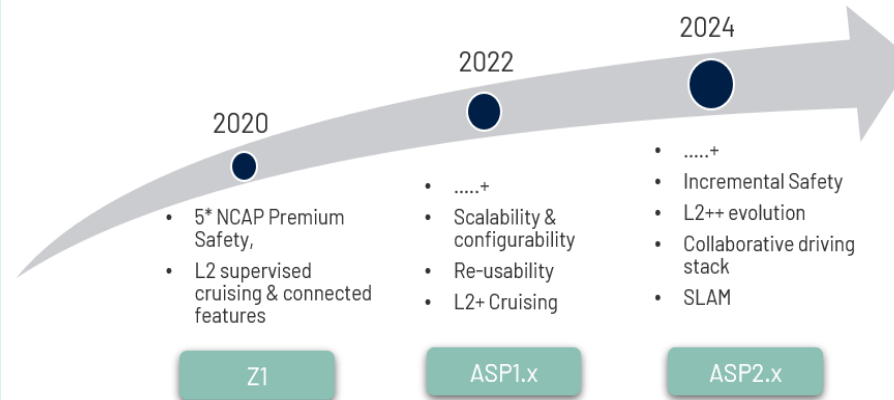 2020
5* NCAP Premium
Safety,
L2 supervised
cruising & connected
features
Z1
2022
.....+
Scalability &
configurability
Re-usability
L2+ Cruising
ASP1.x
2024
.....+
Incremental Safety
L2++ evolution
Collaborative driving
stack
SLAM
ASP2.x